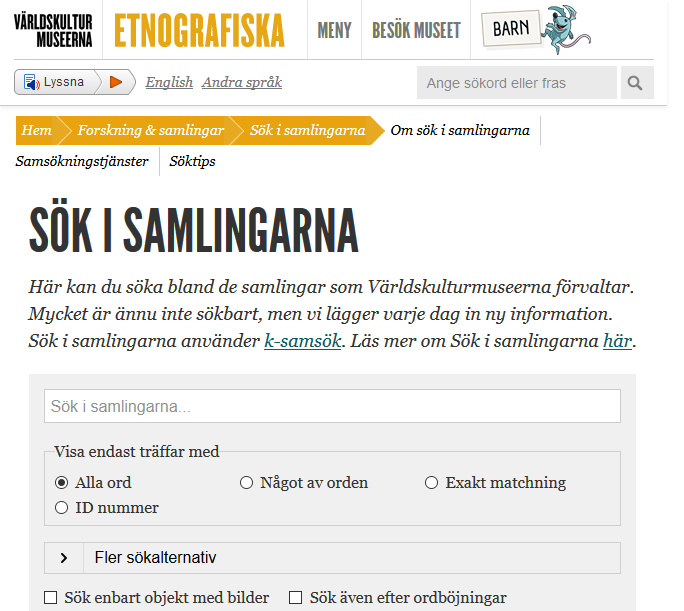 VÄRLDSKULTUR
MUSEERNA
ETNOGRAFISKA
MENY
BESÖK MUSEET
BARN
Lyssna
English
Andra språk
Ange sökord eller fras
Hem
Forskning & samlingar
Sök i samlingarna
Om sök i samlingarna
Samsökningstjänster
Söktips
SÖK I SAMLINGARNA
Här kan du söka bland de samlingar som Världskulturmuseerna förvaltar.
Mycket är ännu inte sökbart, men vi lägger varje dag in ny information.
Sök i samlingarna använder k-samsök. Läs mer om Sök i samlingarna här.
Sök i samlingarna...
Visa endast träffar med
Alla ord
Något av orden
Exakt matchning
ID nummer
Fler sökalternativ
Sök enbart objekt med bilder
Sök även efter ordböjningar